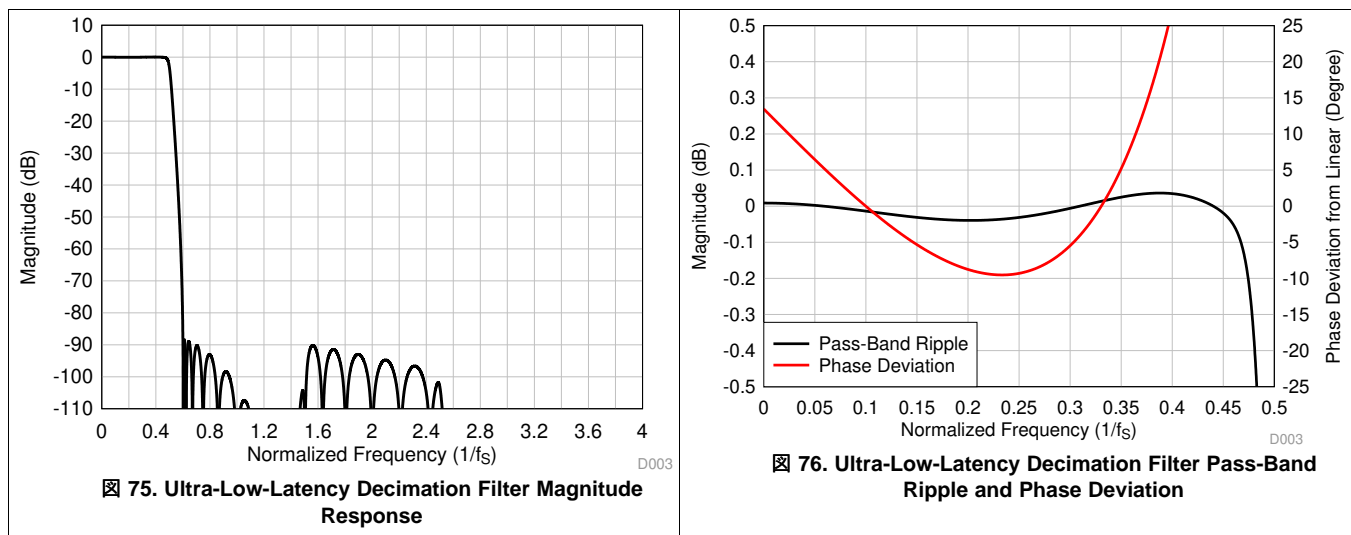 10
0
-10
-20
-30
-40
-50
-60
-70
-80
-90
-100
-110
Magnitude (dB)
0 0.4 0.8 1.2 1.6 2 2.4 2.8 3.2 3.6 4
Normalized Frequency (1/fS)
D003
図 75. Ultra-Low-Latency Decimation Filter Magnitude
Response
0.5
0.4
0.3
0.2
0.1
0
-0.1
-0.2
-0.3
-0.4
-0.5
Magnitude (dB)
25
20
15
10
5
0
-5
-10
-15
-20
-25
Phase Deviation from Linear (Degree)
Pass-Band Ripple
Phase Deviation
0 0.05 0.1 0.15 0.2 0.25 0.3 0.35 0.4 0.45 0.5
Normalized Frequency (1/fS)
D003
図 76. Ultra-Low-Latency Decimation Filter Pass-Band
Ripple and Phase Deviation